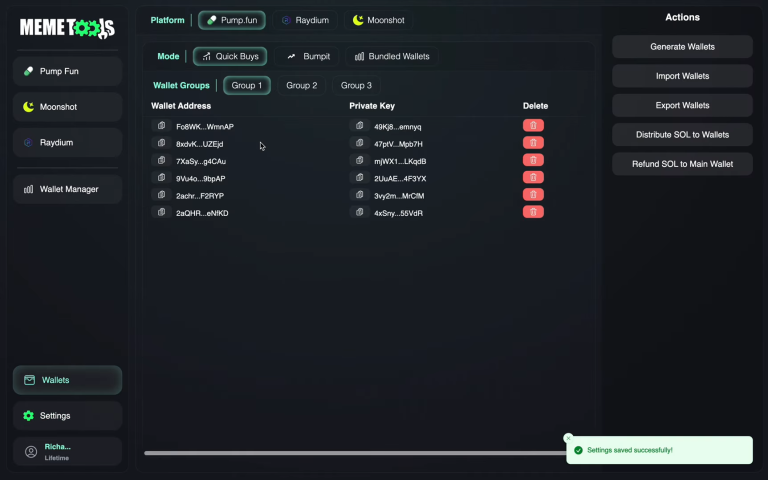 MEMETOOLS
Pump Fun
Moonshot
Raydium
Wallet Manager
Wallets
Settings
Richa...
Lifetime
Platform
Pump.fun
Raydium
Moonshot
Mode
Quick Buys
Bumpit
Bundled Wallets
Wallet Groups
Group 1
Group 2
Group 3
Wallet Address Private Key Delete
Fo8WK...WmnAP 49Kj8...emnyq
8xdvK...UZEjd 47ptV...Mpb7H
7XaSy...g4CAu mjWX1...LKqdB
9Vu4o...9bpAP 2UuAE...4F3YX
2achr...F2RYP 3vy2m...MrCfM
2aQHR...eNfKD 4xSny...55VdR
Actions
Generate Wallets
Import Wallets
Export Wallets
Distribute SOL to Wallets
Refund SOL to Main Wallet
Settings saved successfully!